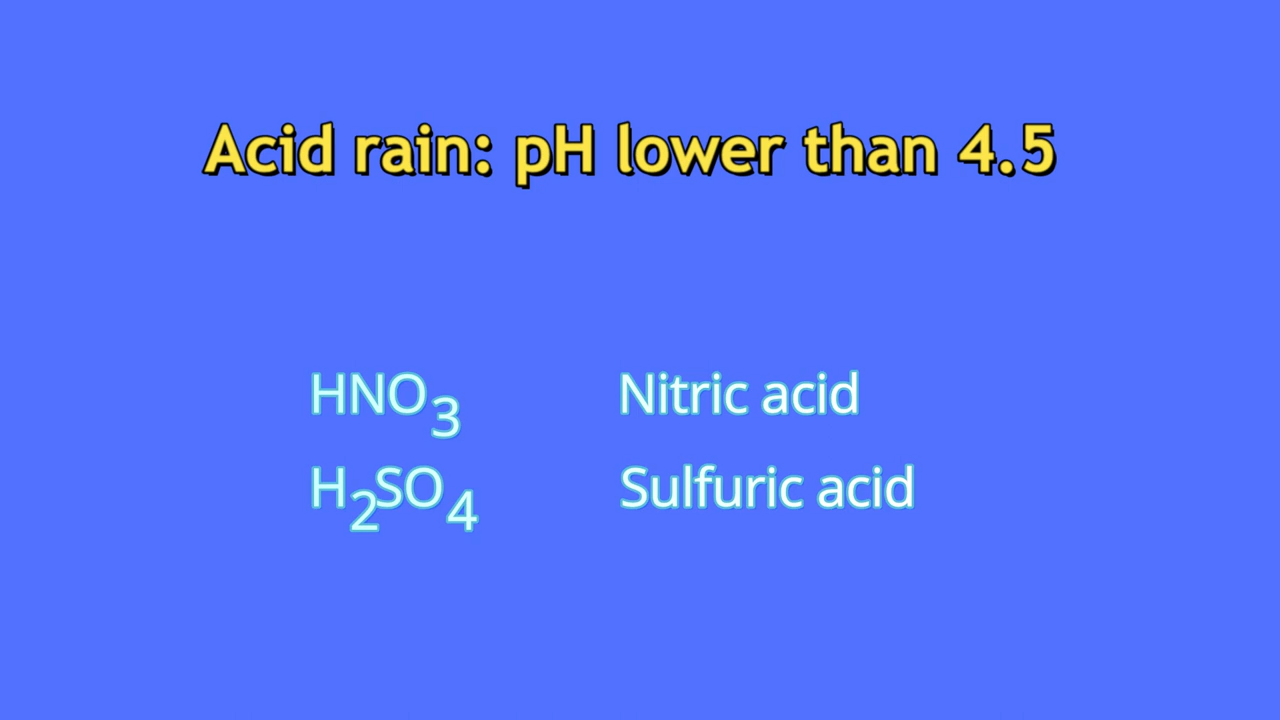 Acid rain: pH lower than 4.5
HNO3 Nitric acid
H2SO4 Sulfuric acid